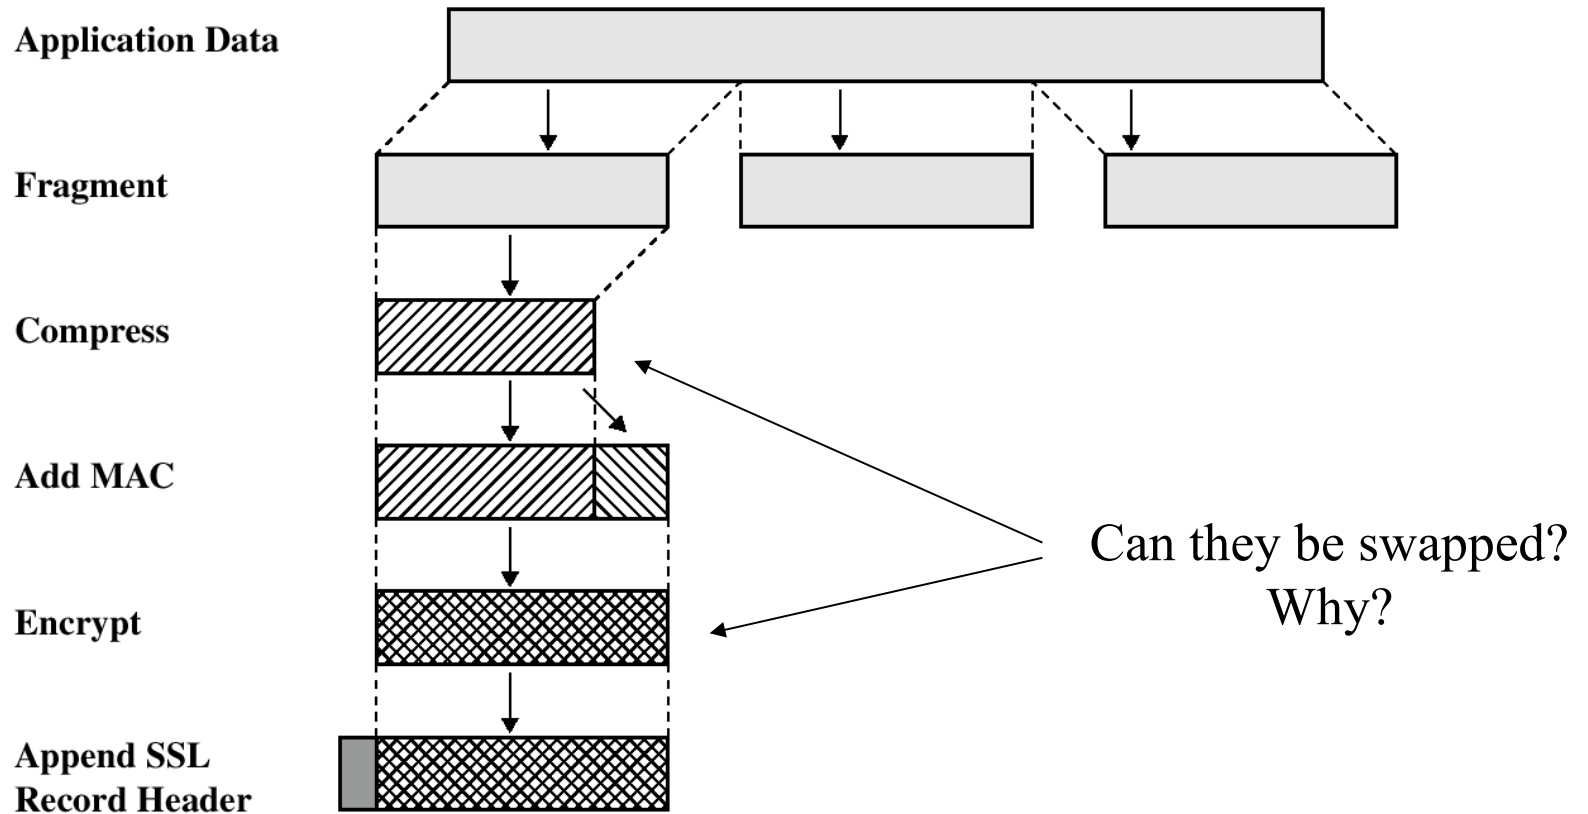 Application Data
Fragment
Compress
Add MAC
Can they be swapped?
Why?
Encrypt
Append SSL
Record Header